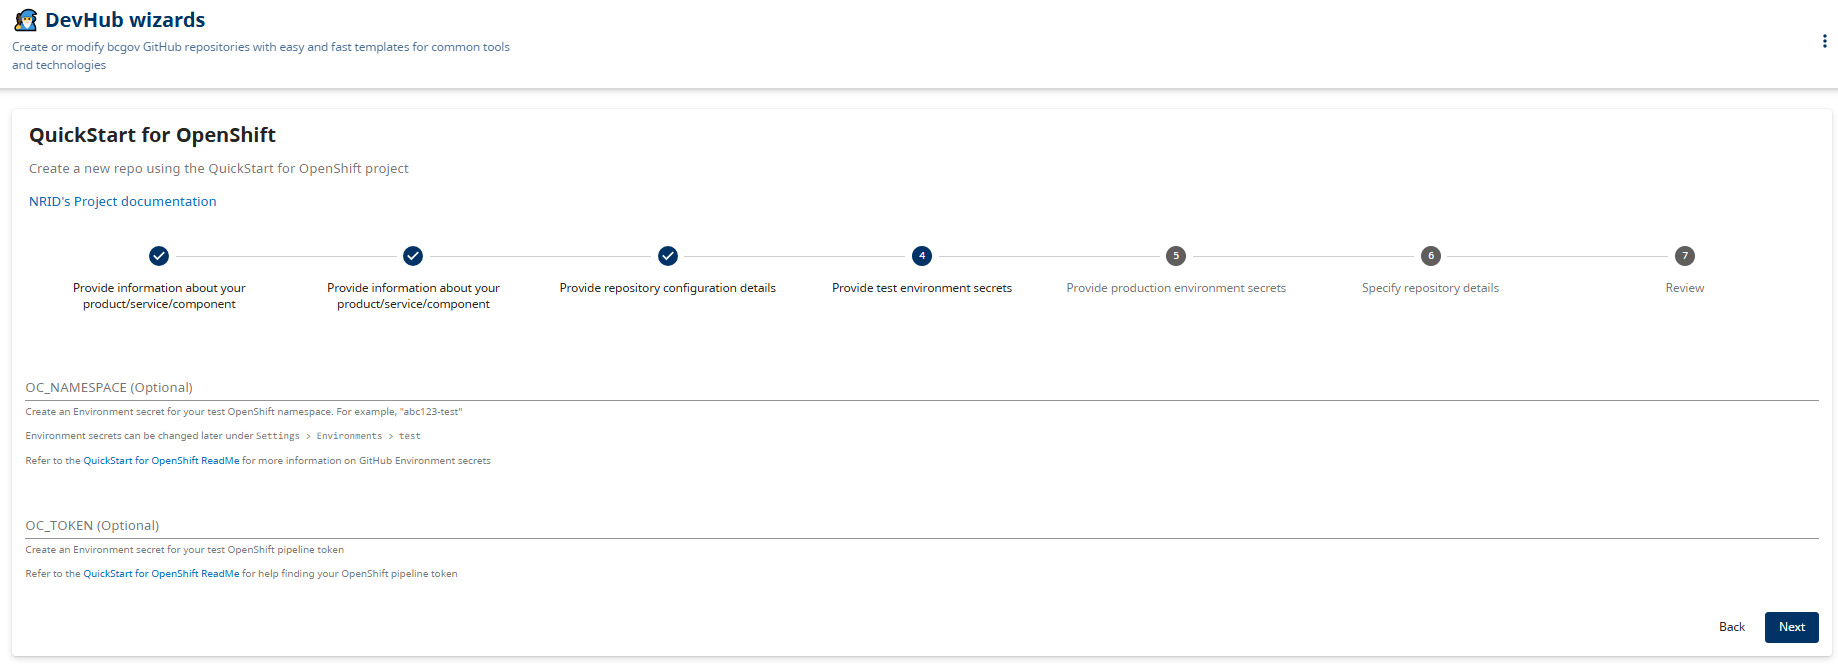 DevHub wizards
Create or modify bcgov GitHub repositories with easy and fast templates for common tools
and technologies
QuickStart for OpenShift
Create a new repo using the QuickStart for OpenShift project
NRID's Project documentation
4
5
6
7
Provide information about your
product/service/component
Provide information about your
product/service/component
Provide repository configuration details
Provide test environment secrets
Provide production environment secrets
Specify repository details
Review
OC_NAMESPACE (Optional)
Create an Environment secret for your test OpenShift namespace. For example, "abc123-test"
Environment secrets can be changed later under Settings > Environments > test
Refer to the QuickStart for OpenShift ReadMe for more information on GitHub Environment secrets
OC_TOKEN (Optional)
Create an Environment secret for your test OpenShift pipeline token
Refer to the QuickStart for OpenShift ReadMe for help finding your OpenShift pipeline token
Back
Next